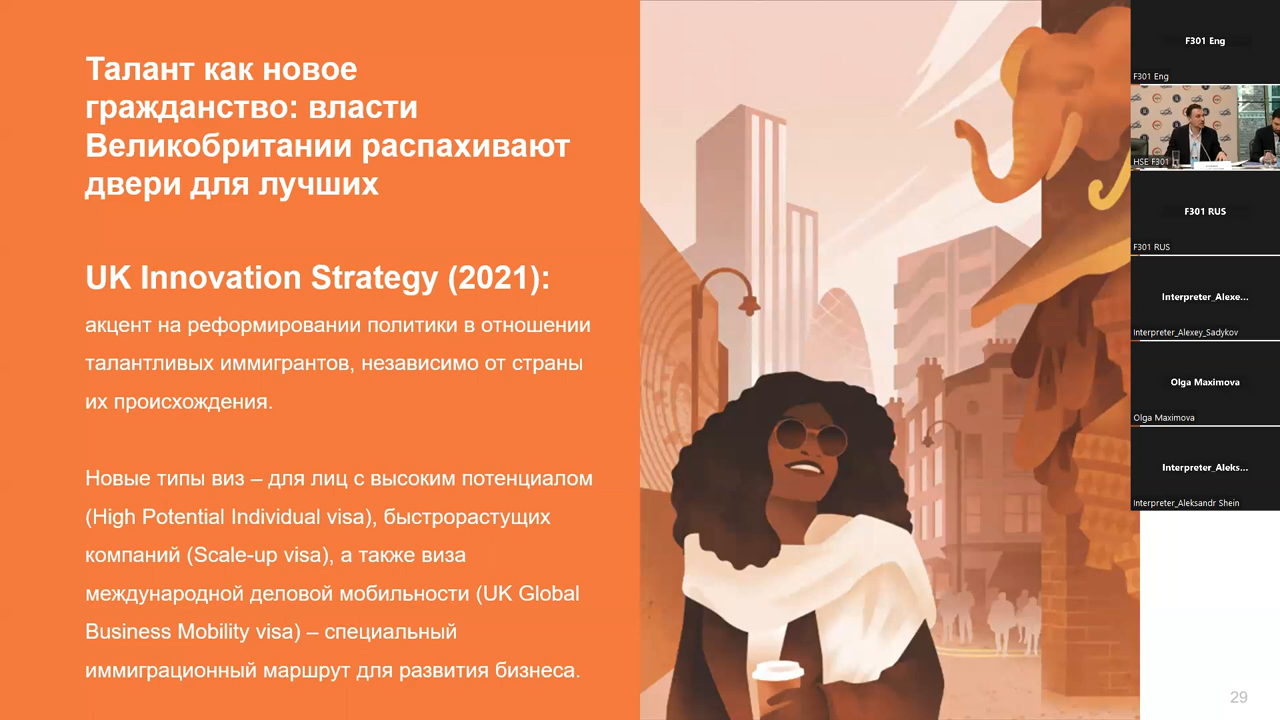 Талант как новое
гражданство: власти
Великобритании распахивают
двери для лучших
UK Innovation Strategy (2021):
акцент на реформировании политики в отношении
талантливых иммигрантов, независимо от страны
их происхождения.
Новые типы виз – для лиц с высоким потенциалом
(High Potential Individual visa), быстрорастущих
компаний (Scale-up visa), а также виза
международной деловой мобильности (UK Global
Business Mobility visa) – специальный
иммиграционный маршрут для развития бизнеса.
F301 Eng
F301 Eng
HSE F301
F301 RUS
F301 RUS
Interpreter_Alexe...
Interpreter_Alexey_Sadykov
Olga Maximova
Olga Maximova
Interpreter_Aleks...
Interpreter_Aleksandr Shein
29